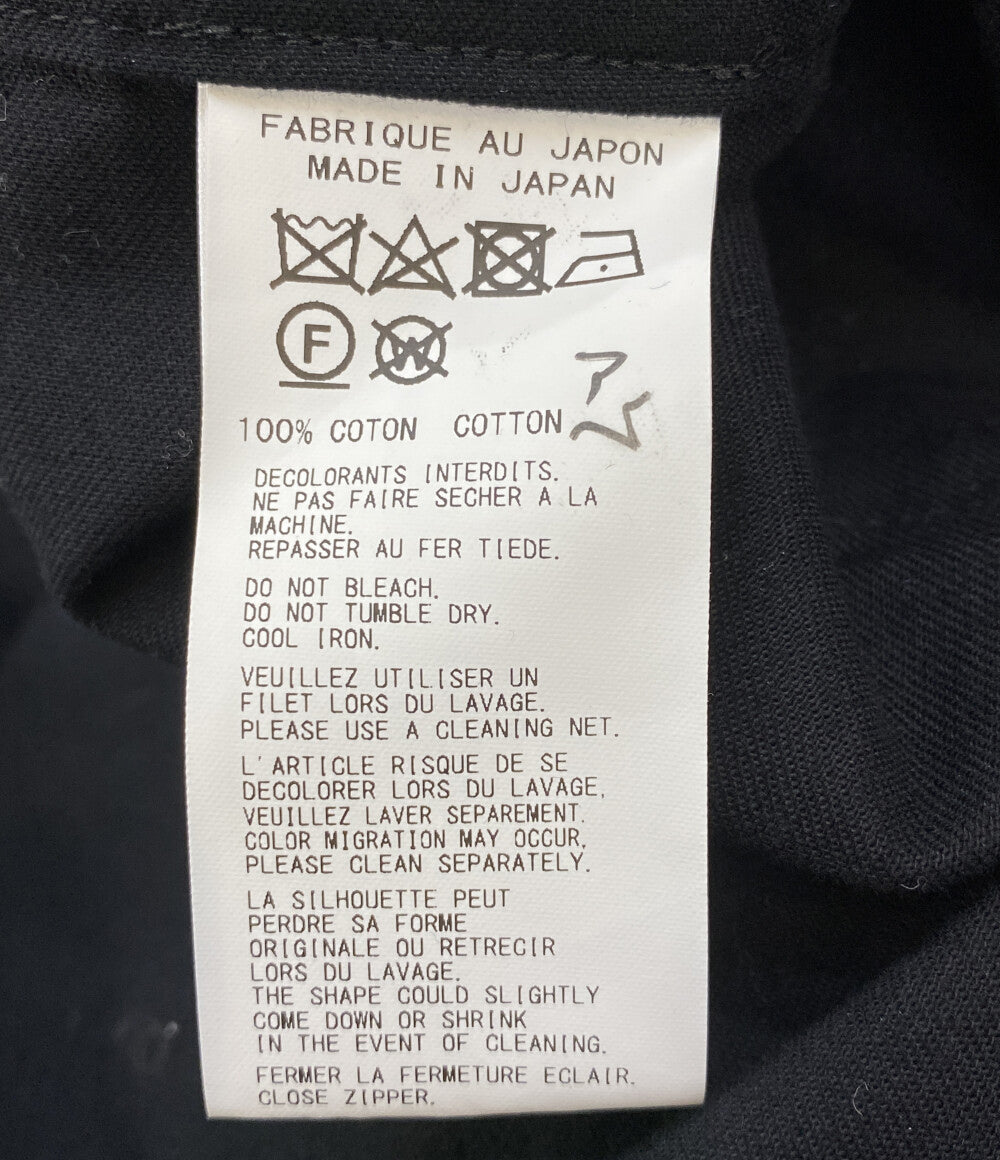 FABRIQUE AU JAPON
MADE IN JAPAN
F
W
100% COTON COTTON
DECOLORANTS INTERDITS.
NE PAS FAIRE SECHER A LA
MACHINE.
REPASSER AU FER TIEDE.
DO NOT BLEACH.
DO NOT TUMBLE DRY.
COOL IRON.
VEUILLEZ UTILISER UN
FILET LORS DU LAVAGE.
PLEASE USE A CLEANING NET.
L'ARTICLE RISQUE DE SE
DECOLORER LORS DU LAVAGE,
VEUILLEZ LAVER SEPAREMENT.
COLOR MIGRATION MAY OCCUR,
PLEASE CLEAN SEPARATELY.
LA SILHOUETTE PEUT
PERDRE SA FORME
ORIGINALE OU RETRECIR
LORS DU LAVAGE.
THE SHAPE COULD SLIGHTLY
COME DOWN OR SHRINK
IN THE EVENT OF CLEANING.
FERMER LA FERMETURE ECLAIR.
CLOSE ZIPPER.